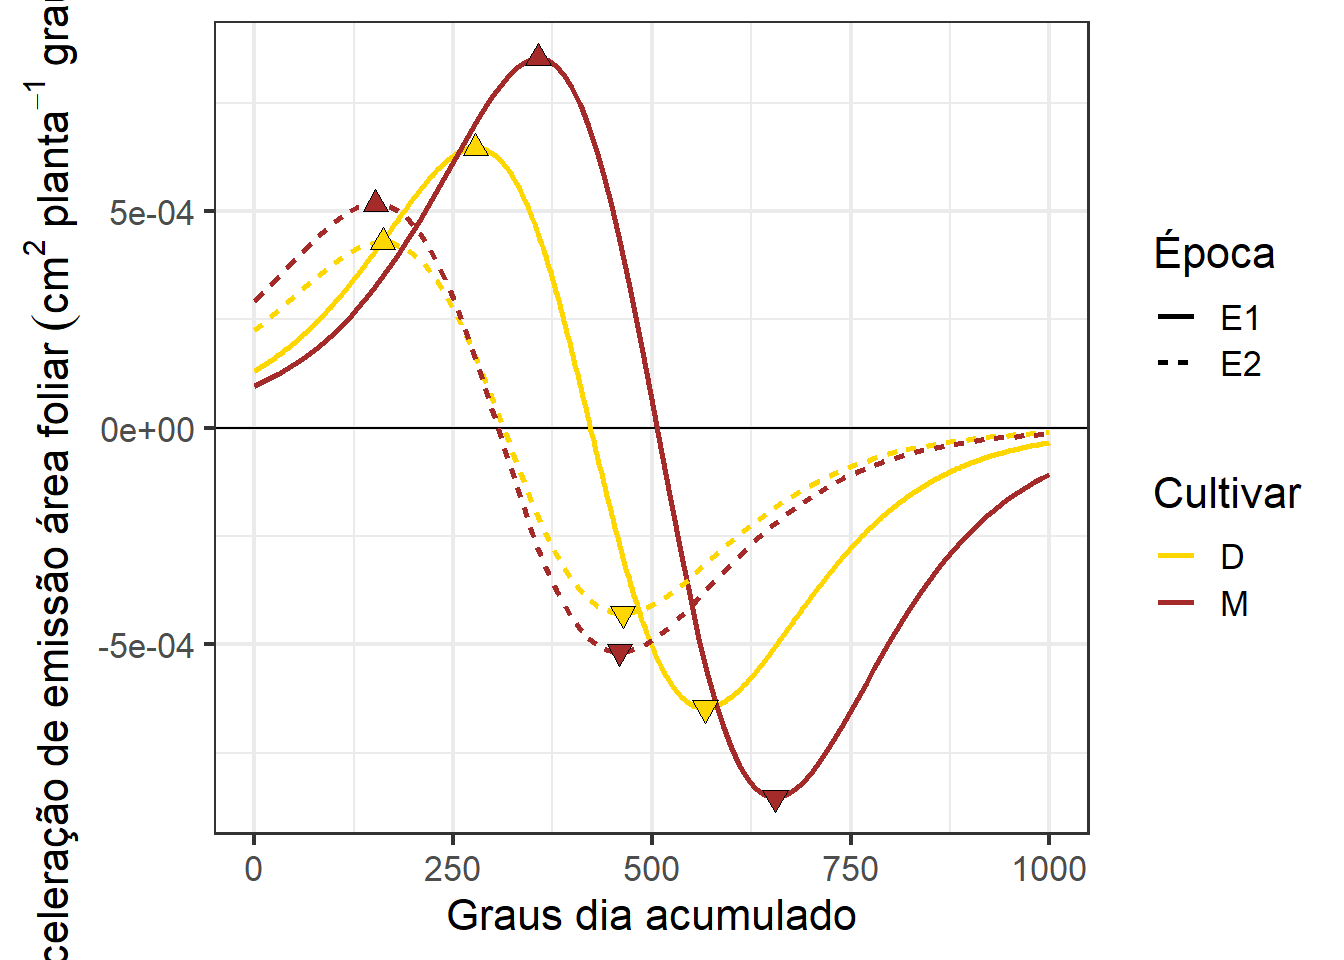 celeração de emissão área foliar (cm² planta⁻¹ grau
5e-04
0e+00
-5e-04
0 250 500 750 1000
Graus dia acumulado
Época
E1
E2
Cultivar
D
M